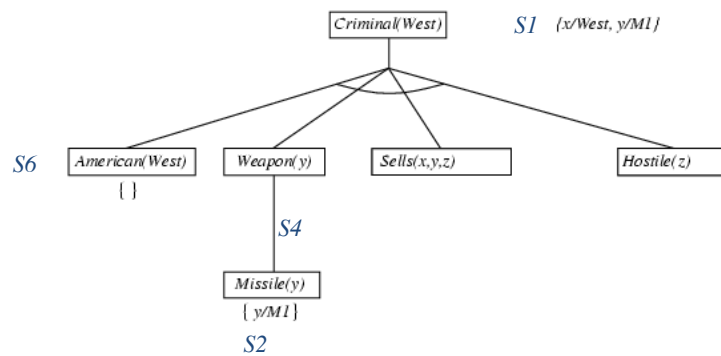 Criminal(West) S1 {x/West, y/M1}
S6 American(West) Weapon(y) Sells(x,y,z) Hostile(z)
{ }
S4
Missile(y)
{ y/M1}
S2